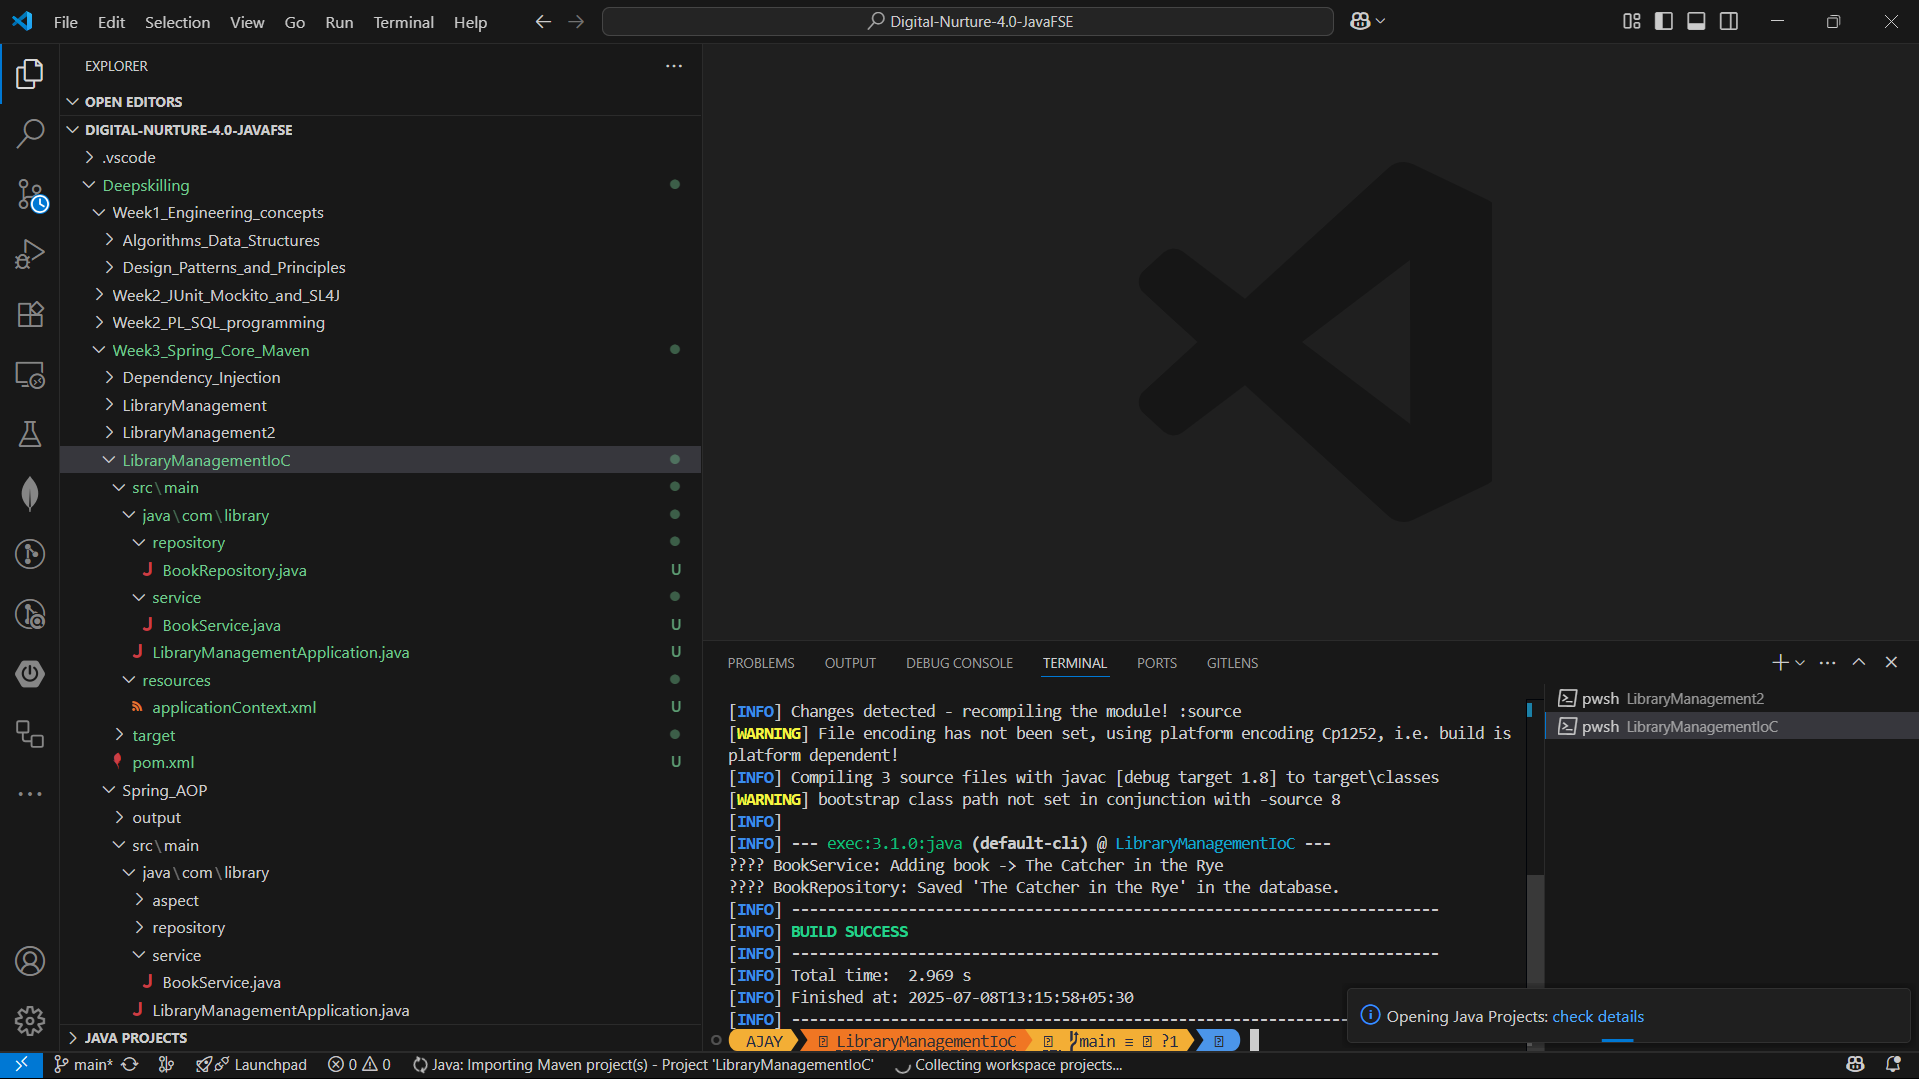 File Edit Selection View Go Run Terminal Help
Digital-Nurture-4.0-JavaFSE
EXPLORER
OPEN EDITORS
DIGITAL-NURTURE-4.0-JAVAFSE
.vscode
Deepskilling
Week1_Engineering_concepts
Algorithms_Data_Structures
Design_Patterns_and_Principles
Week2_JUnit_Mockito_and_SL4J
Week2_PL_SQL_programming
Week3_Spring_Core_Maven
Dependency_Injection
LibraryManagement
LibraryManagement2
LibraryManagementIoC
src\main
java\com\library
repository
BookRepository.java U
service
BookService.java U
LibraryManagementApplication.java U
resources
applicationContext.xml U
target
pom.xml U
Spring_AOP
output
src\main
java\com\library
aspect
repository
service
BookService.java
LibraryManagementApplication.java
JAVA PROJECTS
PROBLEMS OUTPUT DEBUG CONSOLE TERMINAL PORTS GITLENS
[INFO] Changes detected - recompiling the module! :source
[WARNING] File encoding has not been set, using platform encoding Cp1252, i.e. build is
platform dependent!
[INFO] Compiling 3 source files with javac [debug target 1.8] to target\classes
[WARNING] bootstrap class path not set in conjunction with -source 8
[INFO]
[INFO] --- exec:3.1.0:java (default-cli) @ LibraryManagementIoC ---
???? BookService: Adding book -> The Catcher in the Rye
???? BookRepository: Saved 'The Catcher in the Rye' in the database.
[INFO] ------------------------------------------------------------------------
[INFO] BUILD SUCCESS
[INFO] ------------------------------------------------------------------------
[INFO] Total time:  2.969 s
[INFO] Finished at: 2025-07-08T13:15:58+05:30
[INFO] ------------------------------------------------------------------------
AJAY LibraryManagementIoC main ≡ ?1
pwsh LibraryManagement2
pwsh LibraryManagementIoC
Opening Java Projects: check details
main* Launchpad 0 0 Java: Importing Maven project(s) - Project 'LibraryManagementIoC' Collecting workspace projects...